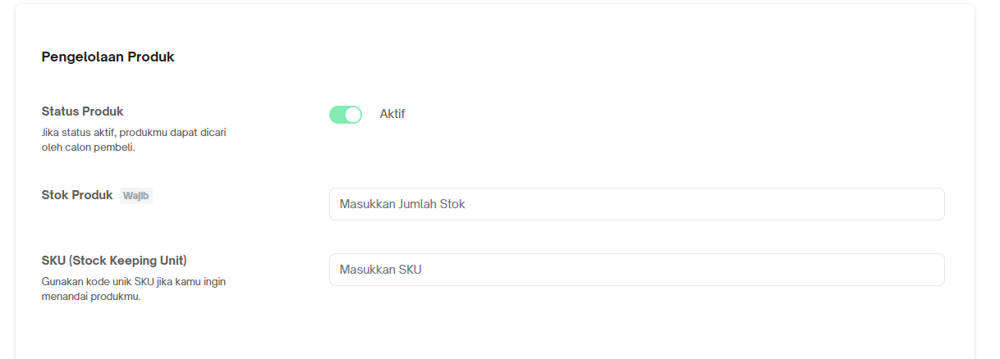 Pengelolaan Produk
Status Produk
Aktif
Jika status aktif, produkmu dapat dicari
oleh calon pembeli.
Stok Produk Wajib
Masukkan Jumlah Stok
SKU (Stock Keeping Unit)
Masukkan SKU
Gunakan kode unik SKU jika kamu ingin
menandai produkmu.